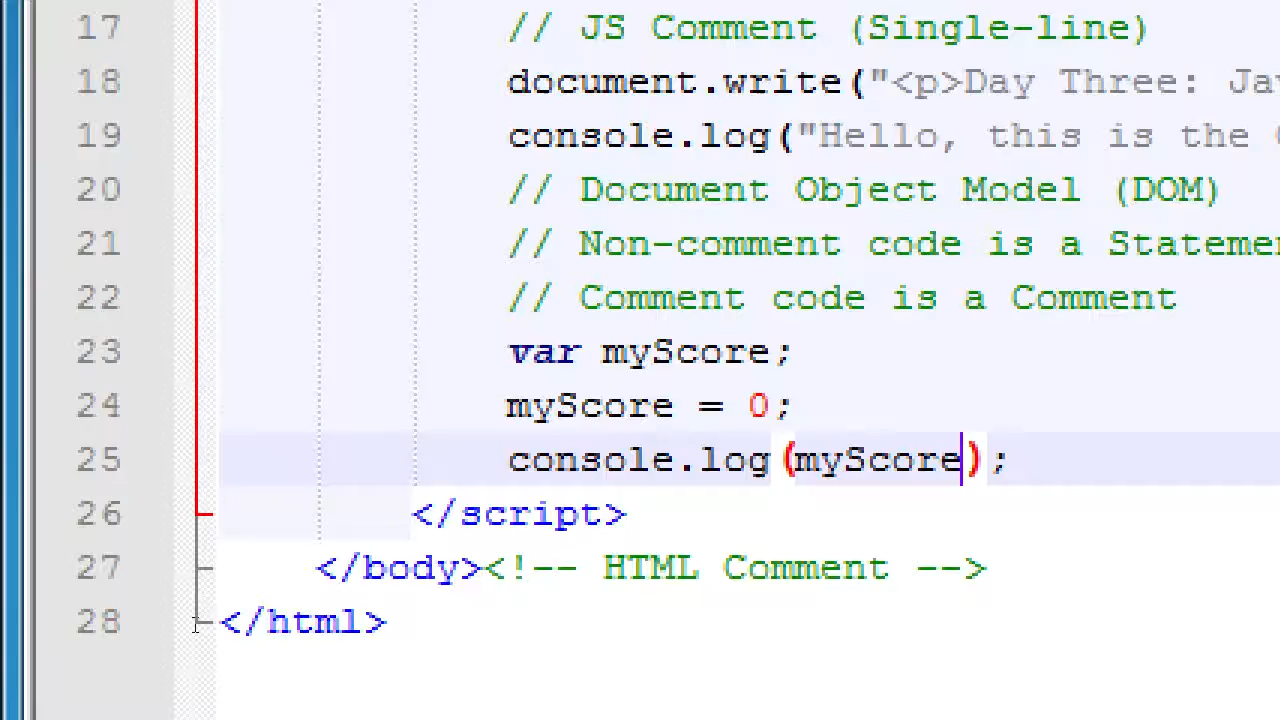 17 // JS Comment (Single-line)
18 document.write("<p>Day Three:
19 console.log("Hello, this is the
20 // Document Object Model (DOM)
21 // Non-comment code is a
22 // Comment code is a Comment
23 var myScore;
24 myScore = 0;
25 console.log(myScore);
26 </script>
27 </body><!-- HTML Comment -->
28 </html>